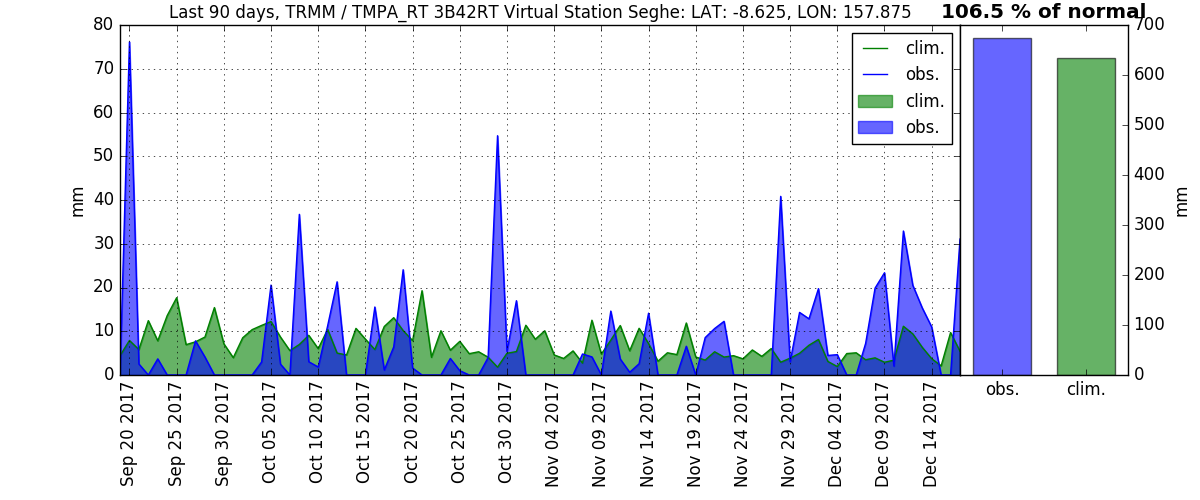 Last 90 days, TRMM / TMPA_RT 3B42RT Virtual Station Seghe: LAT: -8.625, LON: 157.875
106.5 % of normal
80
70
60
50
40
30
20
10
0
mm
clim.
obs.
clim.
obs.
Sep 20 2017
Sep 25 2017
Sep 30 2017
Oct 05 2017
Oct 10 2017
Oct 15 2017
Oct 20 2017
Oct 25 2017
Oct 30 2017
Nov 04 2017
Nov 09 2017
Nov 14 2017
Nov 19 2017
Nov 24 2017
Nov 29 2017
Dec 04 2017
Dec 09 2017
Dec 14 2017
700
600
500
400
300
200
100
0
mm
obs.
clim.